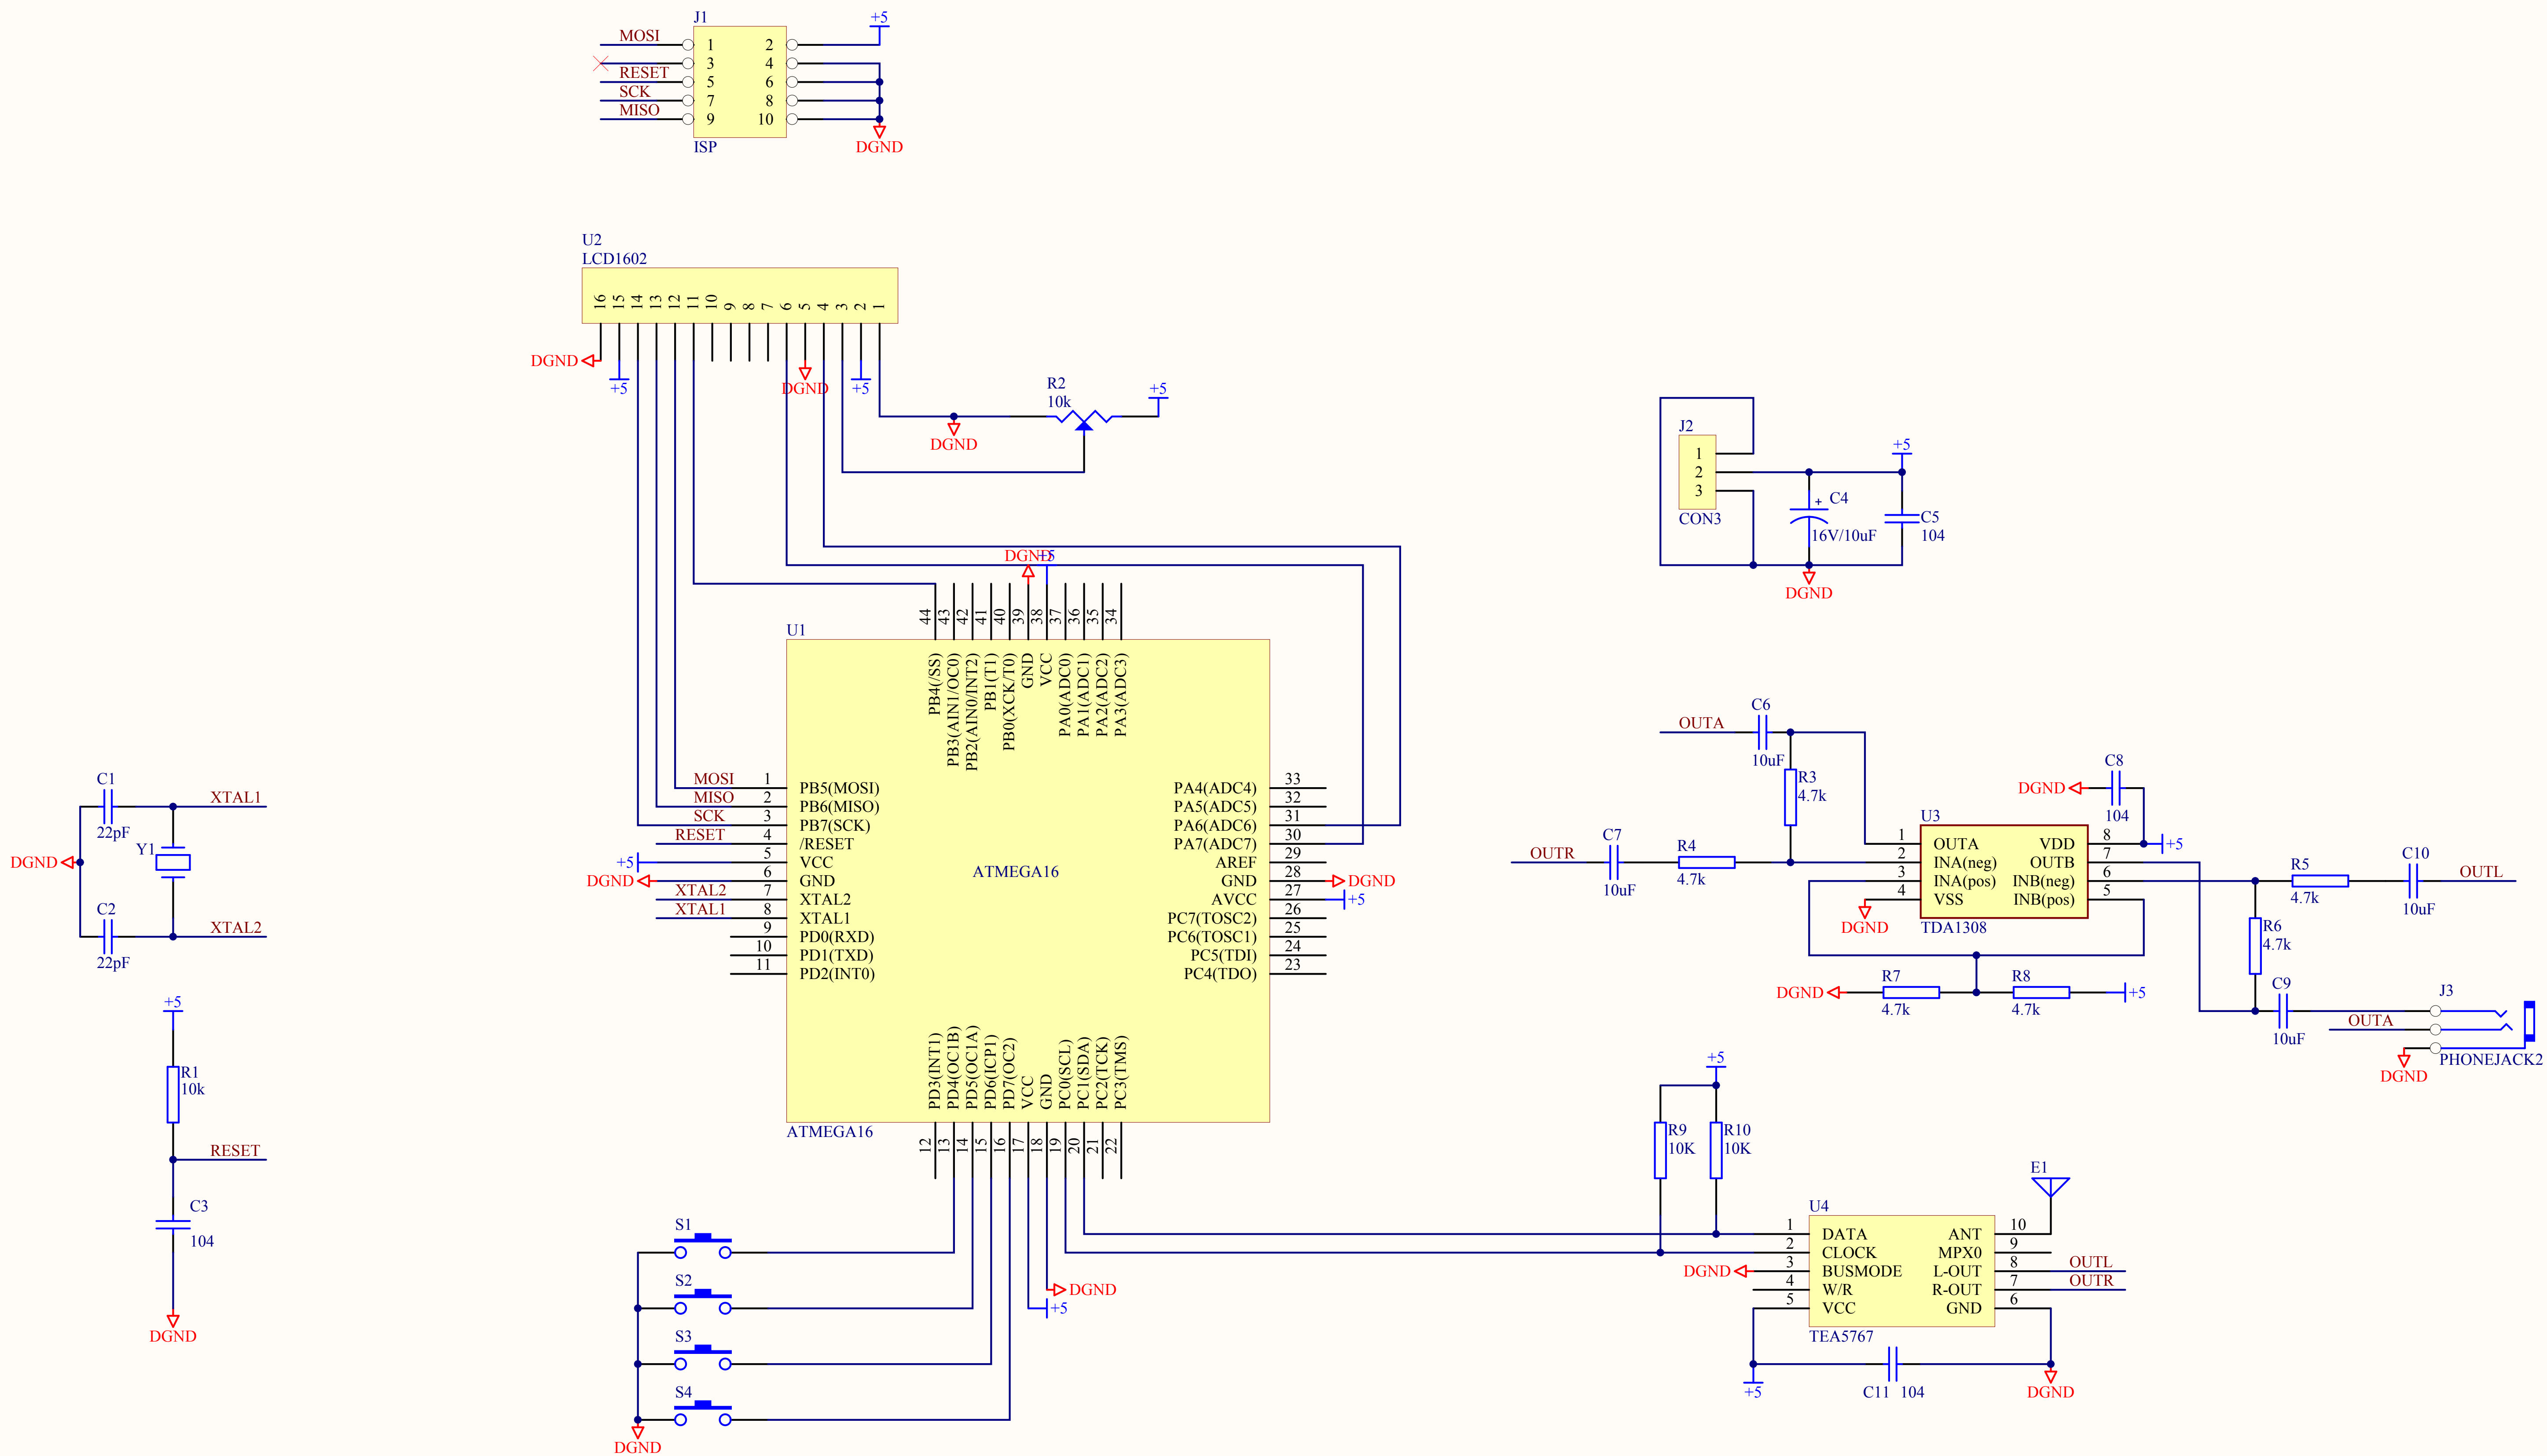 J1
+5
MOSI 1 2
3 4
RESET 5 6
SCK 7 8
MISO 9 10
ISP
DGND
U2
LCD1602
16 15 14 13 12 11 10 9 8 7 6 5 4 3 2 1
DGND
+5
DGND
+5
R2
10k
+5
DGND
J2
1
2
3
CON3
+5
+
C4
16V/10uF
C5
104
DGND
DGND
+5
44 43 42 41 40 39 38 37 36 35 34
U1
PB4(/SS)
PB3(AIN1/OC0)
PB2(AIN0/INT2)
PB1(T1)
PB0(XCK/T0)
GND
VCC
PA0(ADC0)
PA1(ADC1)
PA2(ADC2)
PA3(ADC3)
MOSI 1 PB5(MOSI)
MISO 2 PB6(MISO)
SCK 3 PB7(SCK)
RESET 4 /RESET
+5 5 VCC
DGND 6 GND
XTAL2 7 XTAL2
XTAL1 8 XTAL1
9 PD0(RXD)
10 PD1(TXD)
11 PD2(INT0)
ATMEGA16
PA4(ADC4) 33
PA5(ADC5) 32
PA6(ADC6) 31
PA7(ADC7) 30
AREF 29
GND 28 DGND
AVCC 27 +5
PC7(TOSC2) 26
PC6(TOSC1) 25
PC5(TDI) 24
PC4(TDO) 23
PD3(INT1)
PD4(OC1B)
PD5(OC1A)
PD6(ICP1)
PD7(OC2)
VCC
GND
PC0(SCL)
PC1(SDA)
PC2(TCK)
PC3(TMS)
ATMEGA16
12 13 14 15 16 17 18 19 20 21 22
DGND
+5
C1
22pF
XTAL1
DGND
Y1
C2
22pF
XTAL2
+5
R1
10k
RESET
C3
104
DGND
S1
S2
S3
S4
DGND
OUTA
C6
10uF
R3
4.7k
OUTR
C7
10uF
R4
4.7k
C8
DGND
104
U3
1 OUTA VDD 8 +5
2 INA(neg) OUTB 7
3 INA(pos) INB(neg) 6
4 VSS INB(pos) 5
DGND
TDA1308
DGND
R7
4.7k
R8
4.7k
+5
R5
4.7k
C10
10uF
OUTL
R6
4.7k
C9
10uF
J3
OUTA
DGND
PHONEJACK2
+5
R9
10K
R10
10K
E1
U4
1 DATA ANT 10
2 CLOCK MPX0 9
DGND 3 BUSMODE L-OUT 8 OUTL
4 W/R R-OUT 7 OUTR
5 VCC GND 6
TEA5767
+5
C11 104
DGND